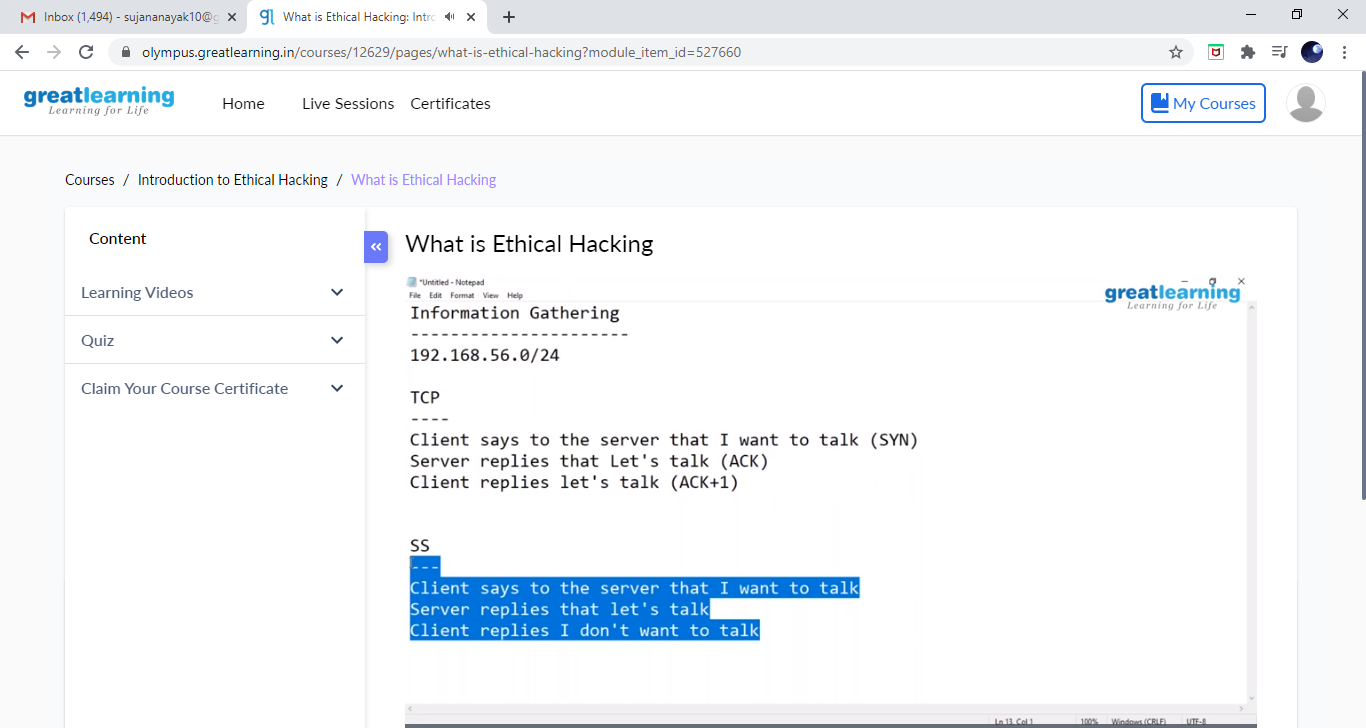 Inbox (1,494) - sujananayak10@g
What is Ethical Hacking: Intro
olympus.greatlearning.in/courses/12629/pages/what-is-ethical-hacking?module_item_id=527660
greatlearning
Learning for Life
Home Live Sessions Certificates
My Courses
Courses / Introduction to Ethical Hacking / What is Ethical Hacking
Content
Learning Videos
Quiz
Claim Your Course Certificate
What is Ethical Hacking
*Untitled - Notepad
File Edit Format View Help
greatlearning
Learning for Life
Information Gathering
----------------------
192.168.56.0/24
TCP
----
Client says to the server that I want to talk (SYN)
Server replies that Let's talk (ACK)
Client replies let's talk (ACK+1)
SS
---
Client says to the server that I want to talk
Server replies that let's talk
Client replies I don't want to talk
Ln 13, Col 1 100% Windows (CRLF) UTF-8